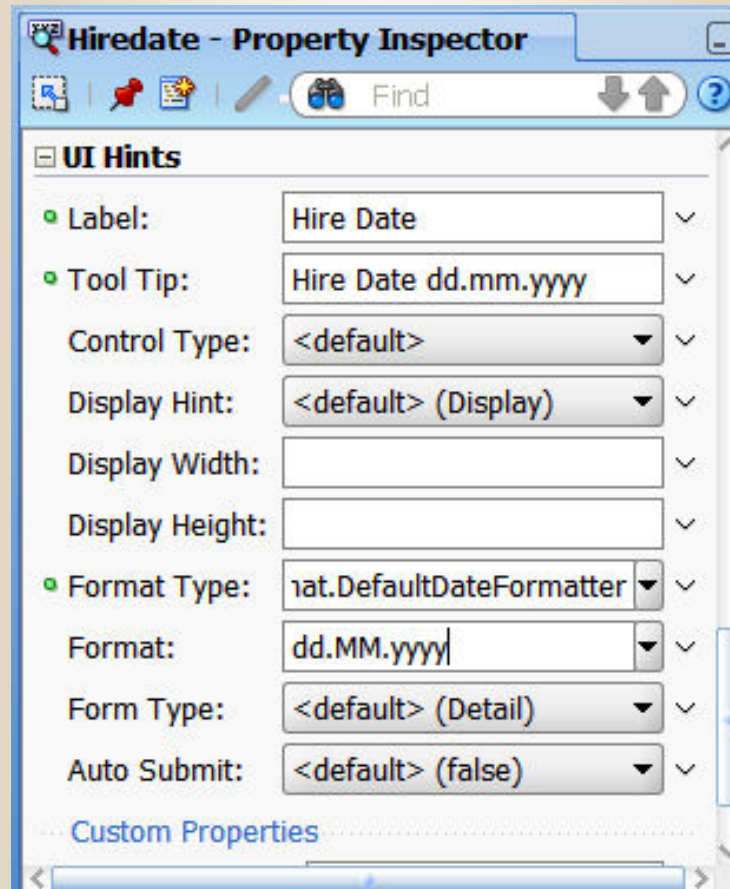 Hiredate - Property Inspector
Find
UI Hints
Label: Hire Date
Tool Tip: Hire Date dd.mm.yyyy
Control Type: <default>
Display Hint: <default> (Display)
Display Width:
Display Height:
Format Type: nat.DefaultDateFormatter
Format: dd.MM.yyyy
Form Type: <default> (Detail)
Auto Submit: <default> (false)
Custom Properties